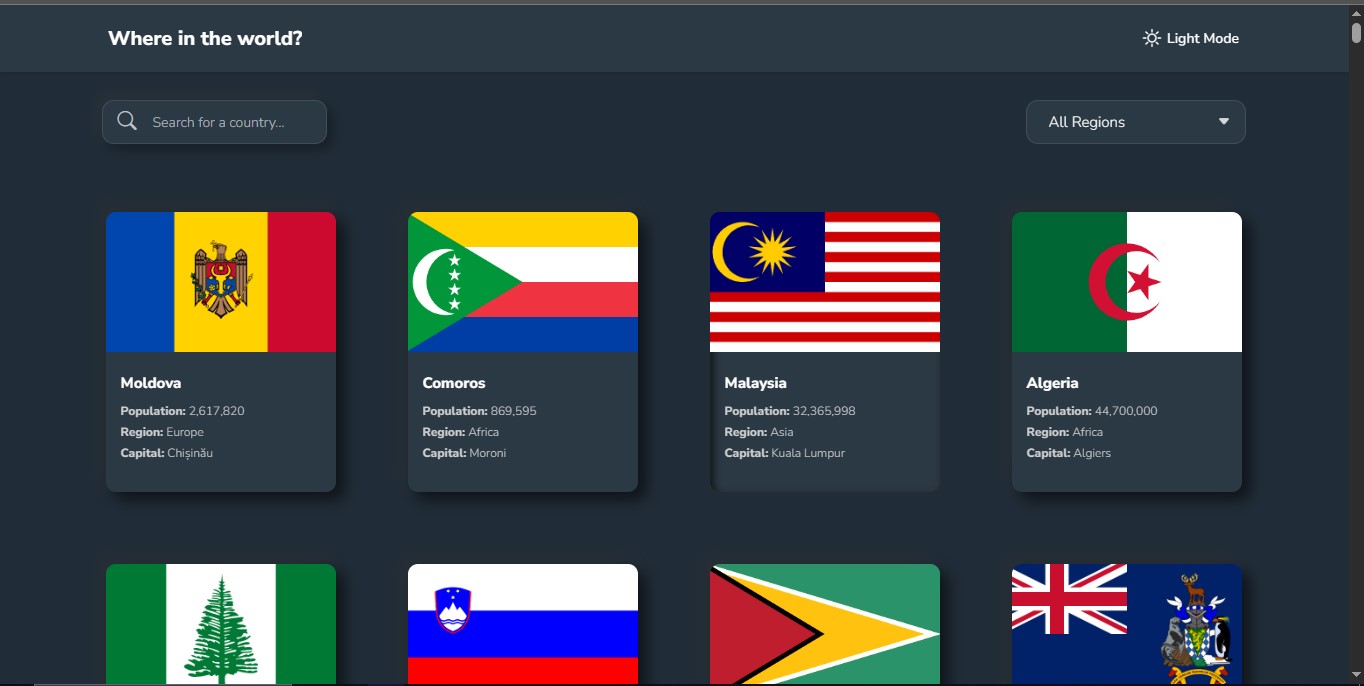 Where in the world?
Light Mode
Search for a country...
All Regions
Moldova
Population: 2,617,820
Region: Europe
Capital: Chișinău
Comoros
Population: 869,595
Region: Africa
Capital: Moroni
Malaysia
Population: 32,365,998
Region: Asia
Capital: Kuala Lumpur
Algeria
Population: 44,700,000
Region: Africa
Capital: Algiers